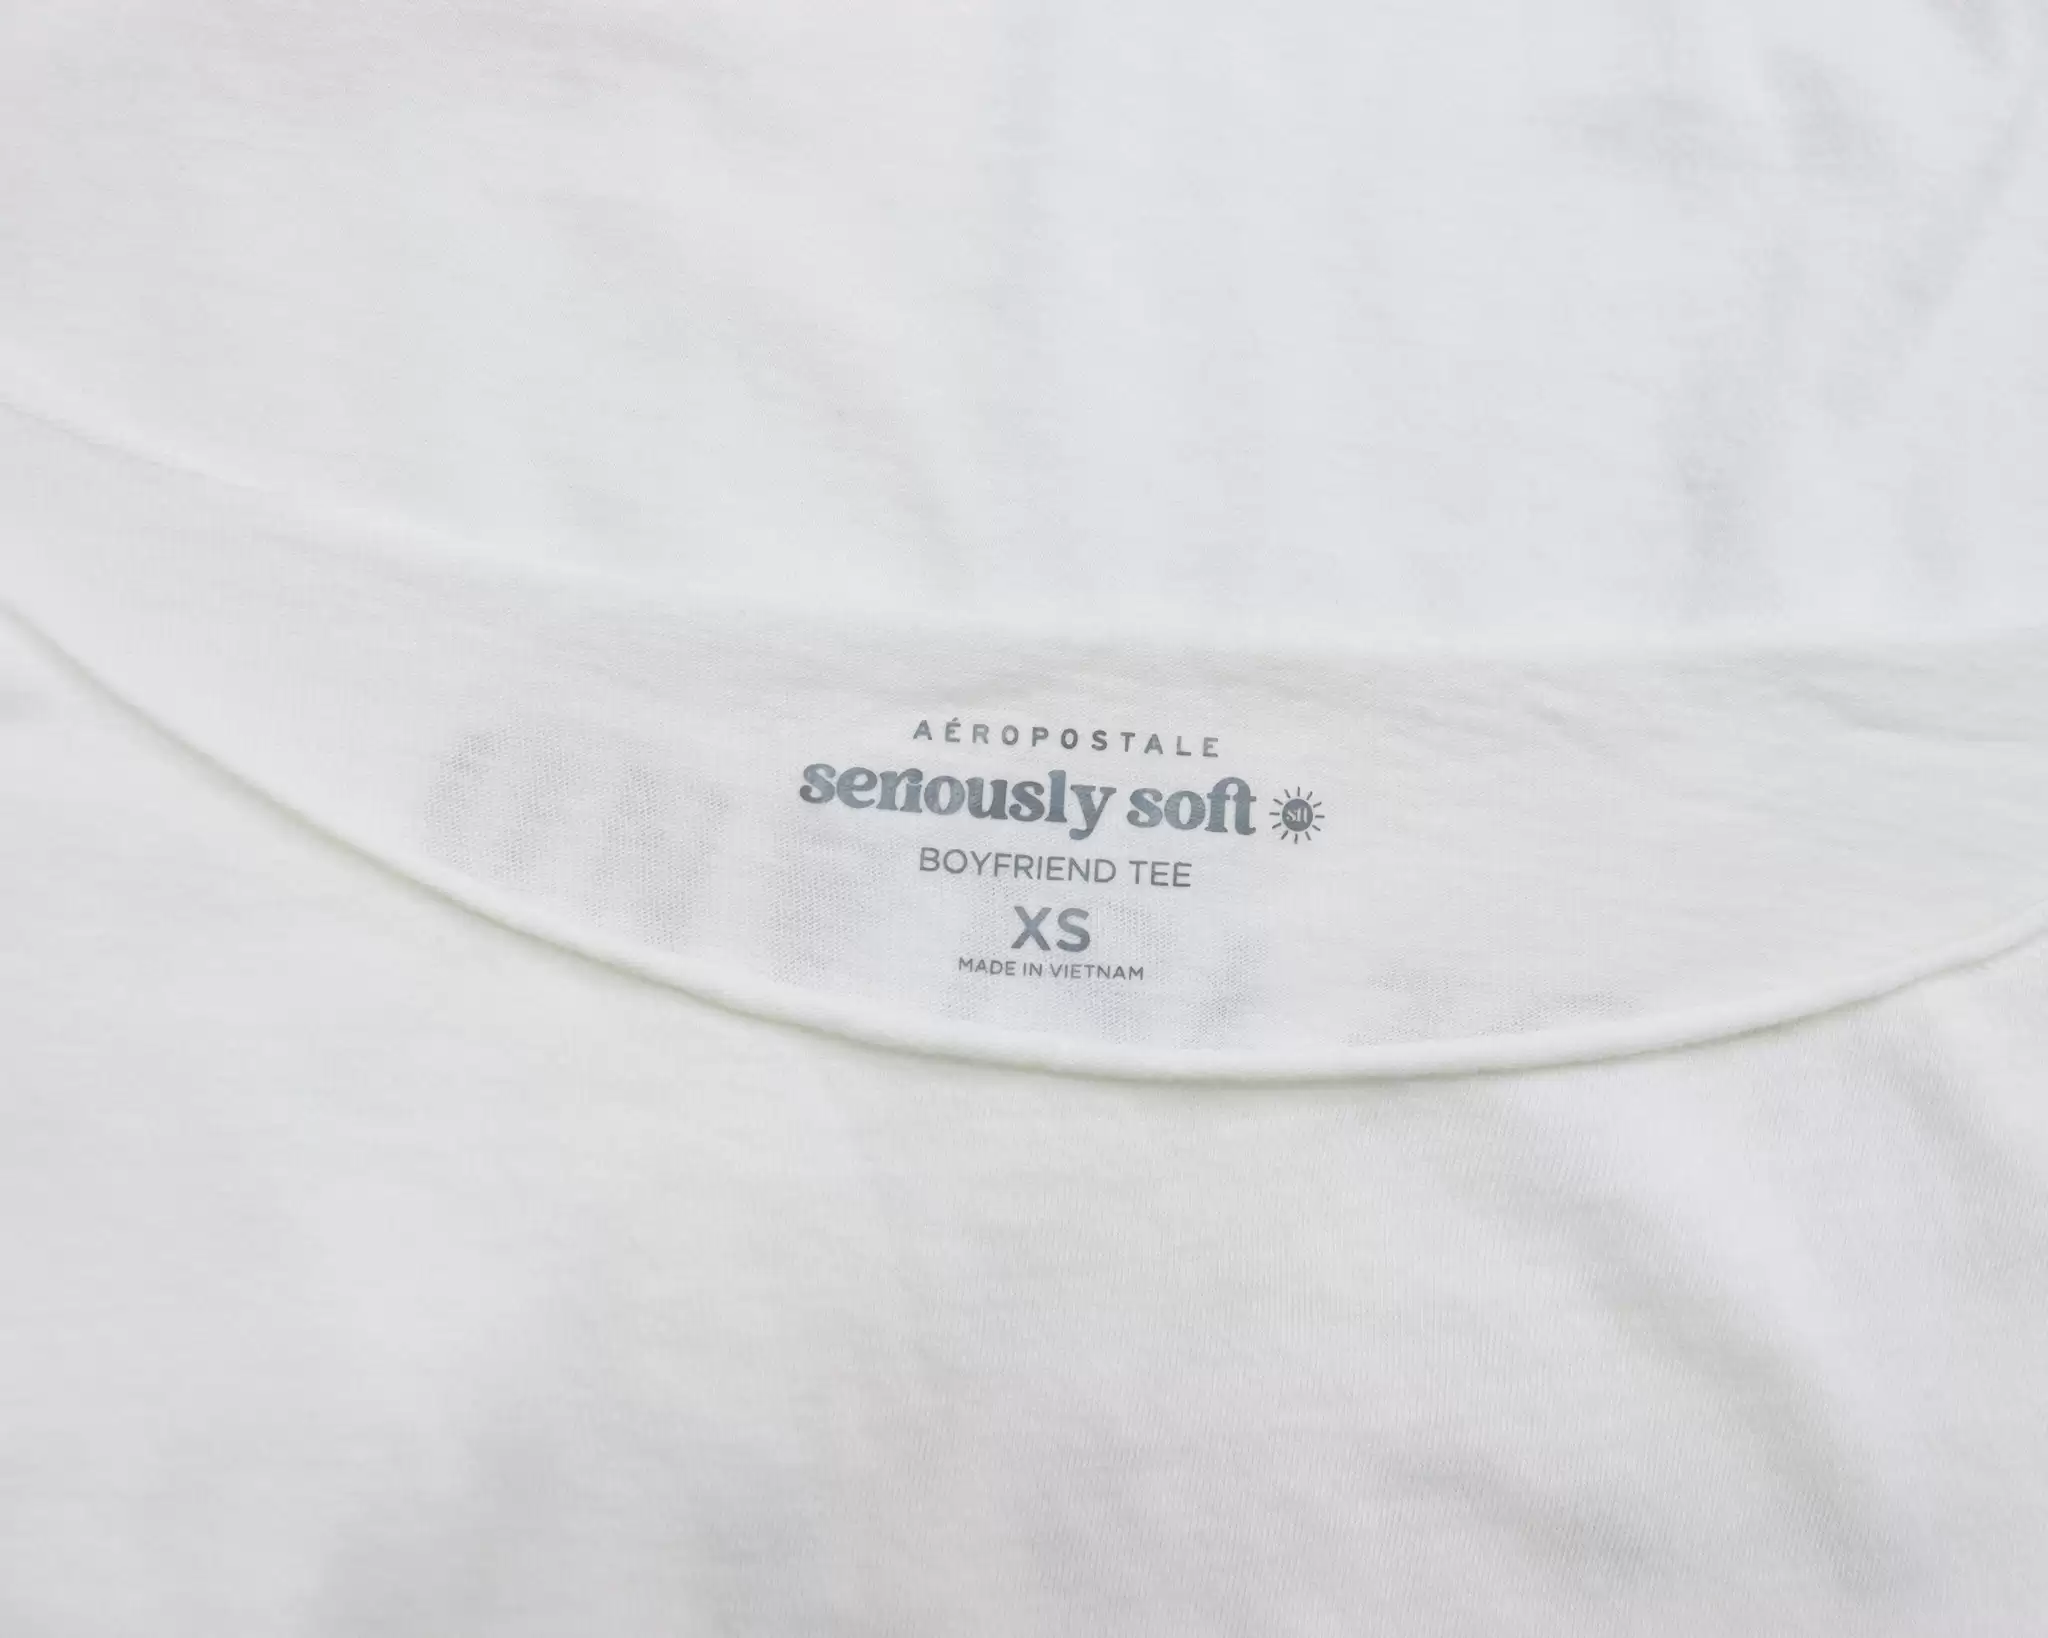 AÉROPOSTALE
seriously soft
BOYFRIEND TEE
XS
MADE IN VIETNAM